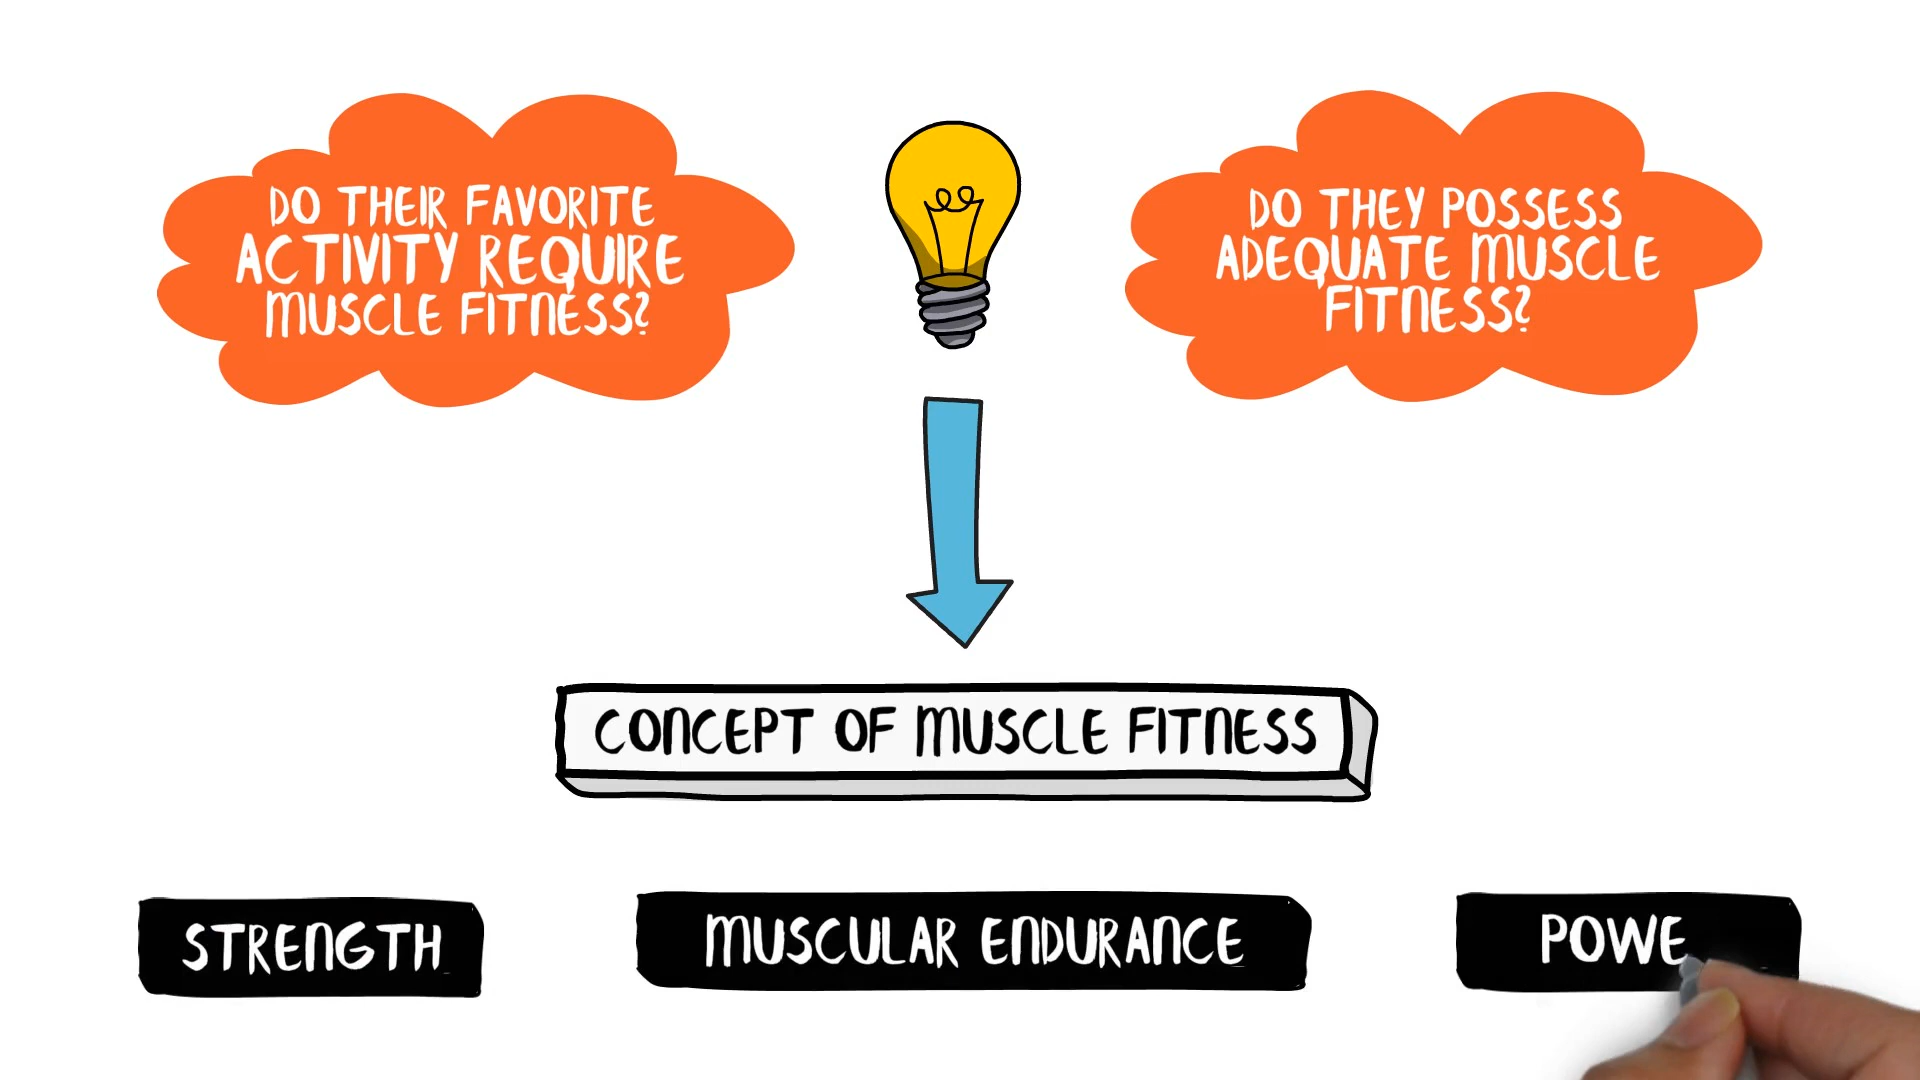 DO THEIR FAVORITE
ACTIVITY REQUIRE
MUSCLE FITNESS?
DO THEY POSSESS
ADEQUATE MUSCLE
FITNESS?
CONCEPT OF MUSCLE FITNESS
STRENGTH
MUSCULAR ENDURANCE
POWE